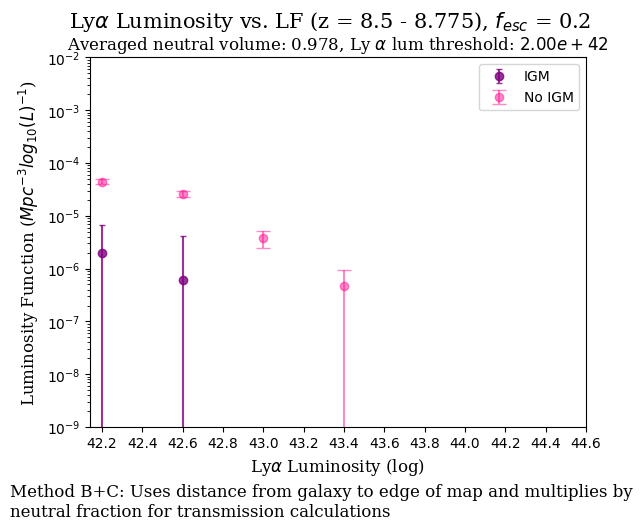 Lyα Luminosity vs. LF (z = 8.5 - 8.775), f_esc = 0.2
Averaged neutral volume: 0.978, Ly α lum threshold: 2.00e + 42
IGM
No IGM
Luminosity Function (Mpc⁻³log₁₀(L)⁻¹)
10⁻²
10⁻³
10⁻⁴
10⁻⁵
10⁻⁶
10⁻⁷
10⁻⁸
10⁻⁹
42.2 42.4 42.6 42.8 43.0 43.2 43.4 43.6 43.8 44.0 44.2 44.4 44.6
Lyα Luminosity (log)
Method B+C: Uses distance from galaxy to edge of map and multiplies by
neutral fraction for transmission calculations